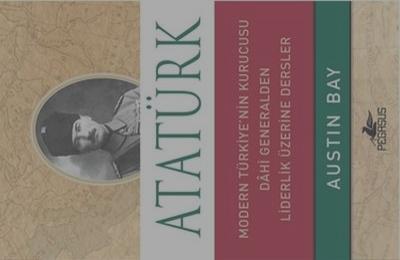 ATATÜRK
MODERN TÜRKİYE'NİN KURUCUSU
DÂHİ GENERALDEN
LİDERLİK ÜZERİNE DERSLER
AUSTIN BAY
PEGASUS